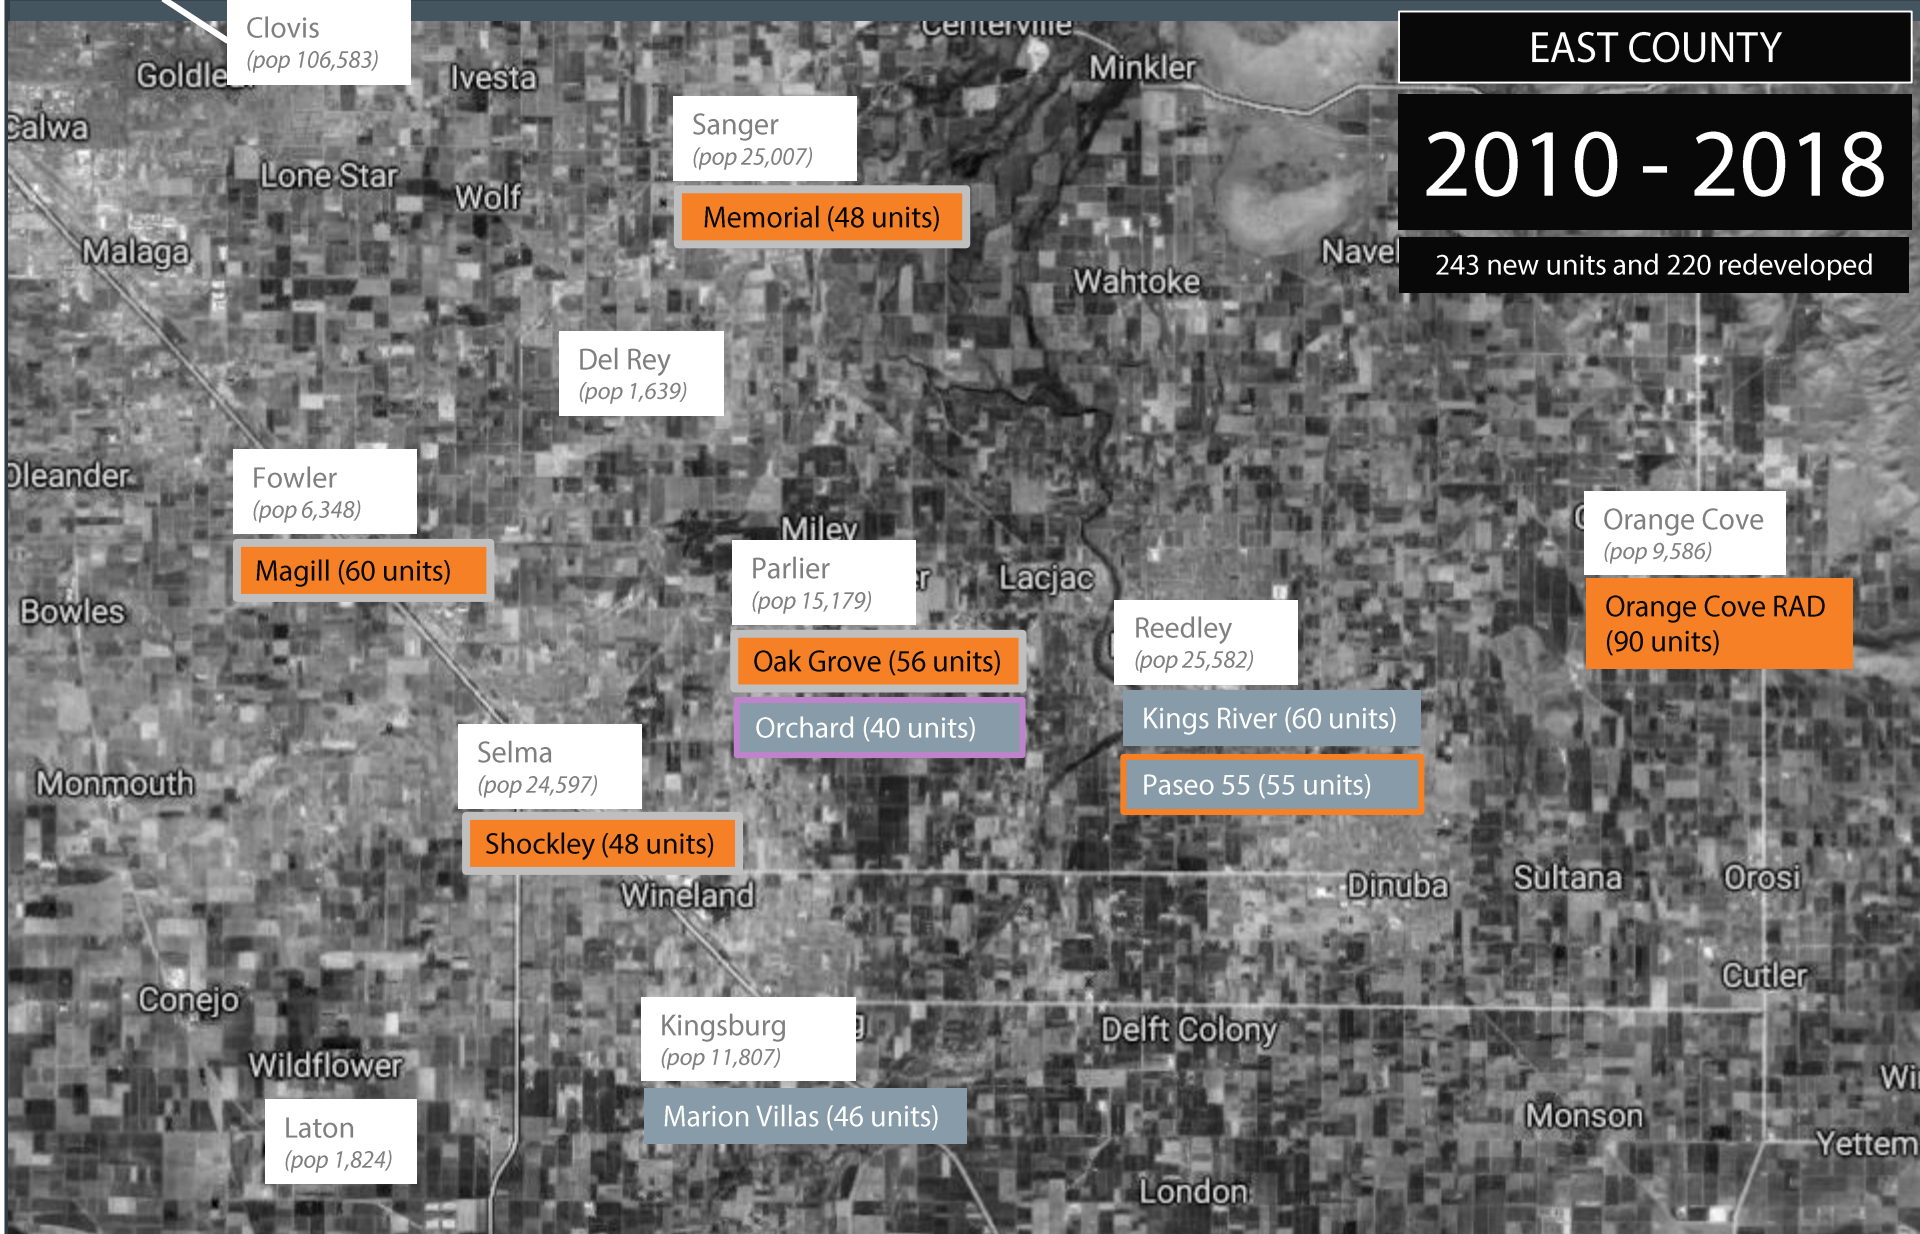 Clovis
(pop 106,583)
EAST COUNTY
2010 - 2018
243 new units and 220 redeveloped
Centerville
Minkler
Ivesta
Calwa
Sanger
(pop 25,007)
Memorial (48 units)
Lone Star
Wolf
Malaga
Wahtoke
Del Rey
(pop 1,639)
Oleander
Fowler
(pop 6,348)
Magill (60 units)
Miley
Parlier
(pop 15,179)
Oak Grove (56 units)
Orchard (40 units)
Lacjac
Orange Cove
(pop 9,586)
Orange Cove RAD
(90 units)
Bowles
Reedley
(pop 25,582)
Kings River (60 units)
Paseo 55 (55 units)
Selma
(pop 24,597)
Shockley (48 units)
Monmouth
Wineland
Dinuba
Sultana
Orosi
Conejo
Cutler
Kingsburg
(pop 11,807)
Marion Villas (46 units)
Delft Colony
Wildflower
Laton
(pop 1,824)
Monson
Yettem
London